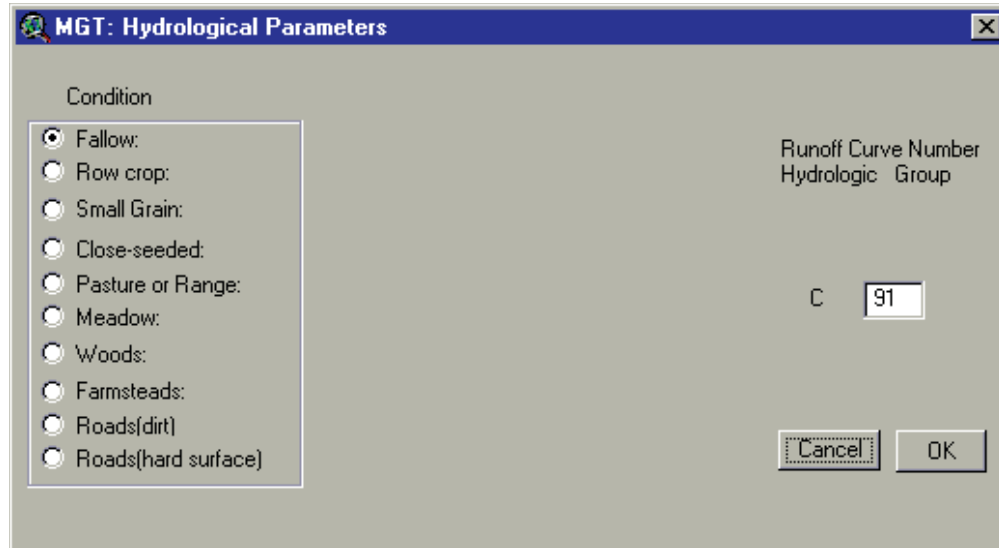 MGT: Hydrological Parameters
Condition
Fallow:
Row crop:
Small Grain:
Close-seeded:
Pasture or Range:
Meadow:
Woods:
Farmsteads:
Roads(dirt)
Roads(hard surface)
Runoff Curve Number
Hydrologic Group
C 91
Cancel OK